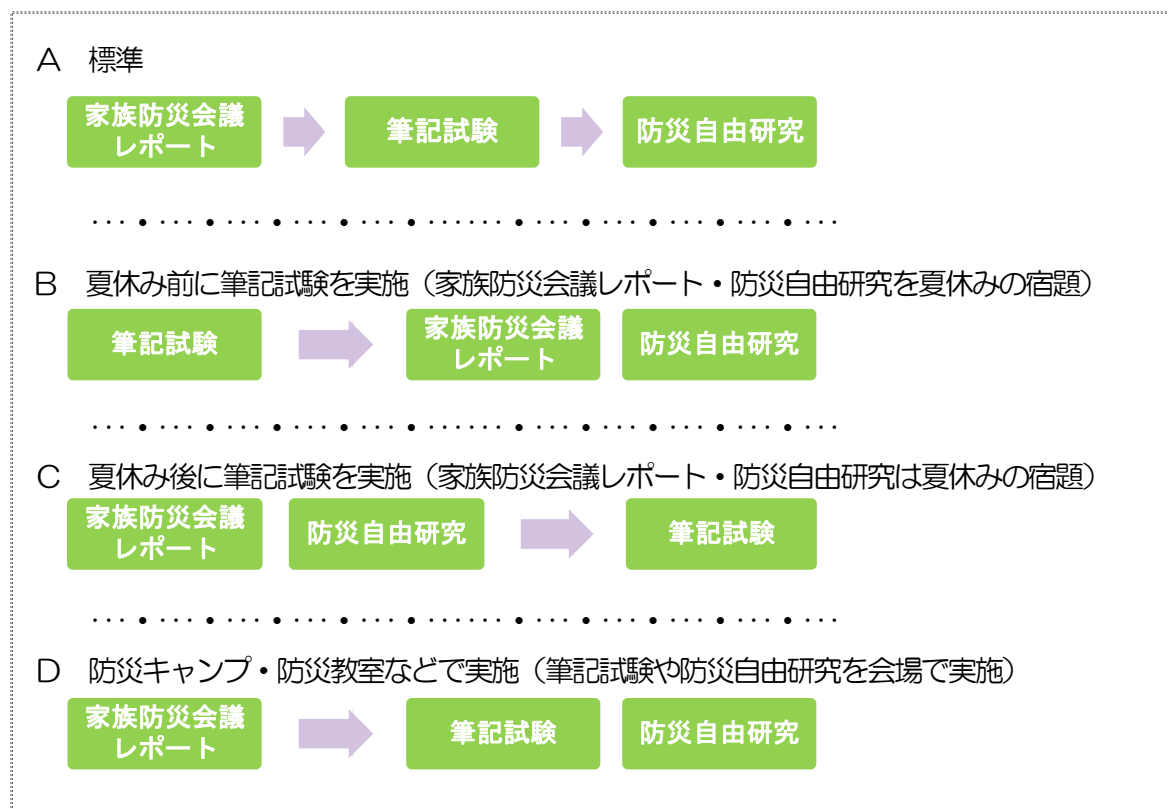 A 標準
家族防災会議
レポート
筆記試験
防災自由研究
B 夏休み前に筆記試験を実施(家族防災会議レポート・防災自由研究を夏休みの宿題)
筆記試験
家族防災会議
レポート
防災自由研究
C 夏休み後に筆記試験を実施(家族防災会議レポート・防災自由研究は夏休みの宿題)
家族防災会議
レポート
防災自由研究
筆記試験
D 防災キャンプ・防災教室などで実施(筆記試験や防災自由研究を会場で実施)
家族防災会議
レポート
筆記試験
防災自由研究